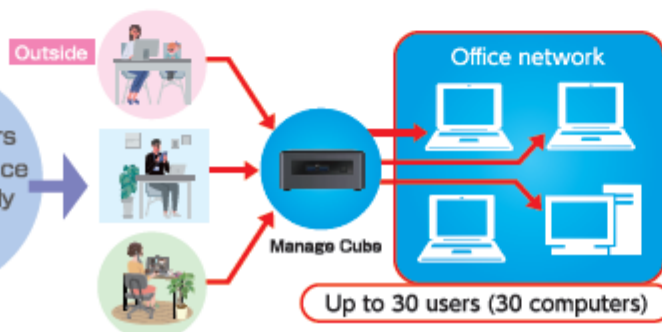 Outside
Office network
Manage Cube
Up to 30 users (30 computers)